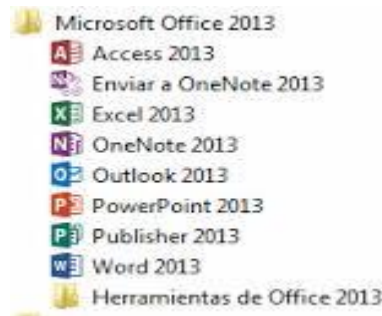 Microsoft Office 2013
Access 2013
Enviar a OneNote 2013
Excel 2013
OneNote 2013
Outlook 2013
PowerPoint 2013
Publisher 2013
Word 2013
Herramientas de Office 2013